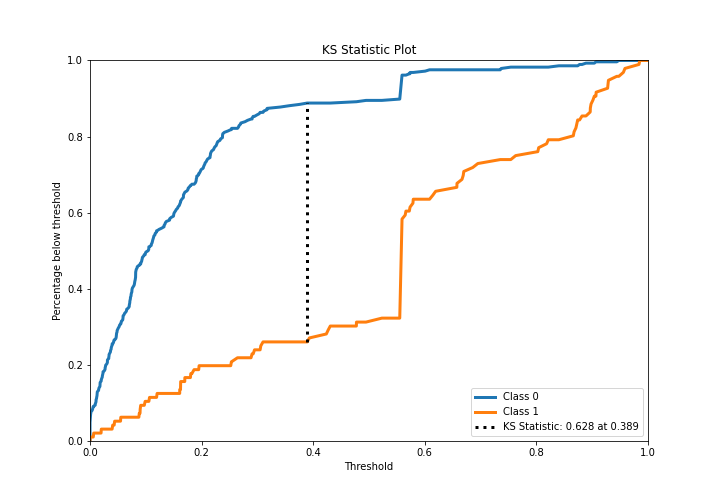 KS Statistic Plot
Percentage below threshold
1.0
0.8
0.6
0.4
0.2
0.0
0.0 0.2 0.4 0.6 0.8 1.0
Threshold
Class 0
Class 1
KS Statistic: 0.628 at 0.389